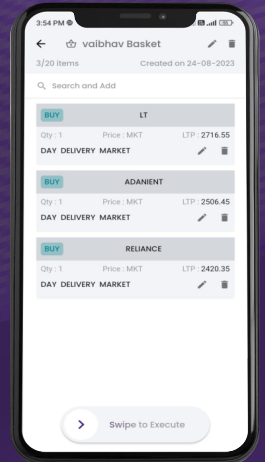 3:54 PM
vaibhav Basket
3/20 Items Created on 24-08-2023
Search and Add
BUY LT
Qty : 1 Price : MKT LTP : 2716.55
DAY DELIVERY MARKET
BUY ADANIENT
Qty : 1 Price : MKT LTP : 2506.45
DAY DELIVERY MARKET
BUY RELIANCE
Qty : 1 Price : MKT LTP : 2420.35
DAY DELIVERY MARKET
Swipe to Execute